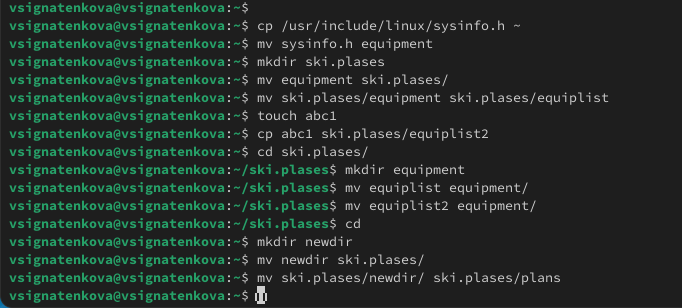 vsignatenkova@vsignatenkova:~$
vsignatenkova@vsignatenkova:~$ cp /usr/include/linux/sysinfo.h ~
vsignatenkova@vsignatenkova:~$ mv sysinfo.h equipment
vsignatenkova@vsignatenkova:~$ mkdir ski.plases
vsignatenkova@vsignatenkova:~$ mv equipment ski.plases/
vsignatenkova@vsignatenkova:~$ mv ski.plases/equipment ski.plases/equiplist
vsignatenkova@vsignatenkova:~$ touch abc1
vsignatenkova@vsignatenkova:~$ cp abc1 ski.plases/equiplist2
vsignatenkova@vsignatenkova:~$ cd ski.plases/
vsignatenkova@vsignatenkova:~/ski.plases$ mkdir equipment
vsignatenkova@vsignatenkova:~/ski.plases$ mv equiplist equipment/
vsignatenkova@vsignatenkova:~/ski.plases$ mv equiplist2 equipment/
vsignatenkova@vsignatenkova:~/ski.plases$ cd
vsignatenkova@vsignatenkova:~$ mkdir newdir
vsignatenkova@vsignatenkova:~$ mv newdir ski.plases/
vsignatenkova@vsignatenkova:~$ mv ski.plases/newdir/ ski.plases/plans
vsignatenkova@vsignatenkova:~$